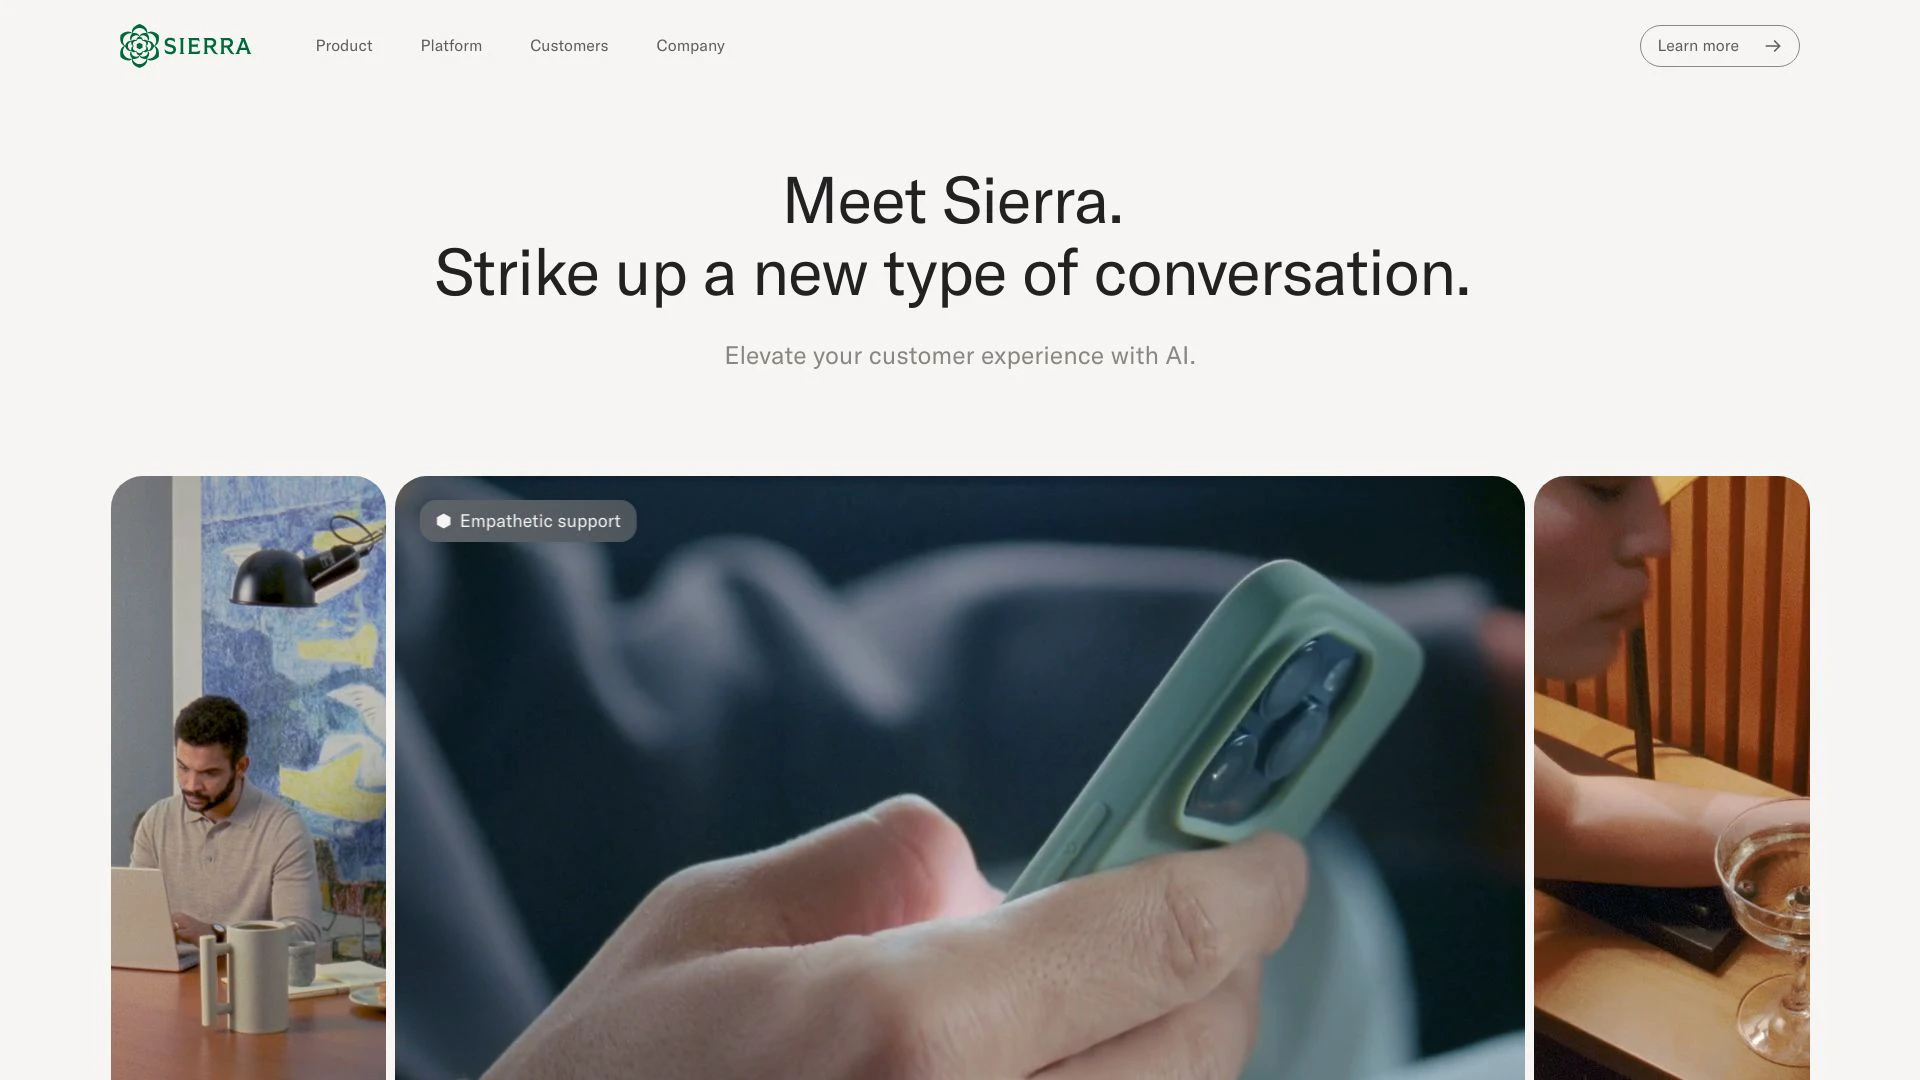 SIERRA
Product
Platform
Customers
Company
Learn more
Meet Sierra.
Strike up a new type of conversation.
Elevate your customer experience with AI.
Empathetic support